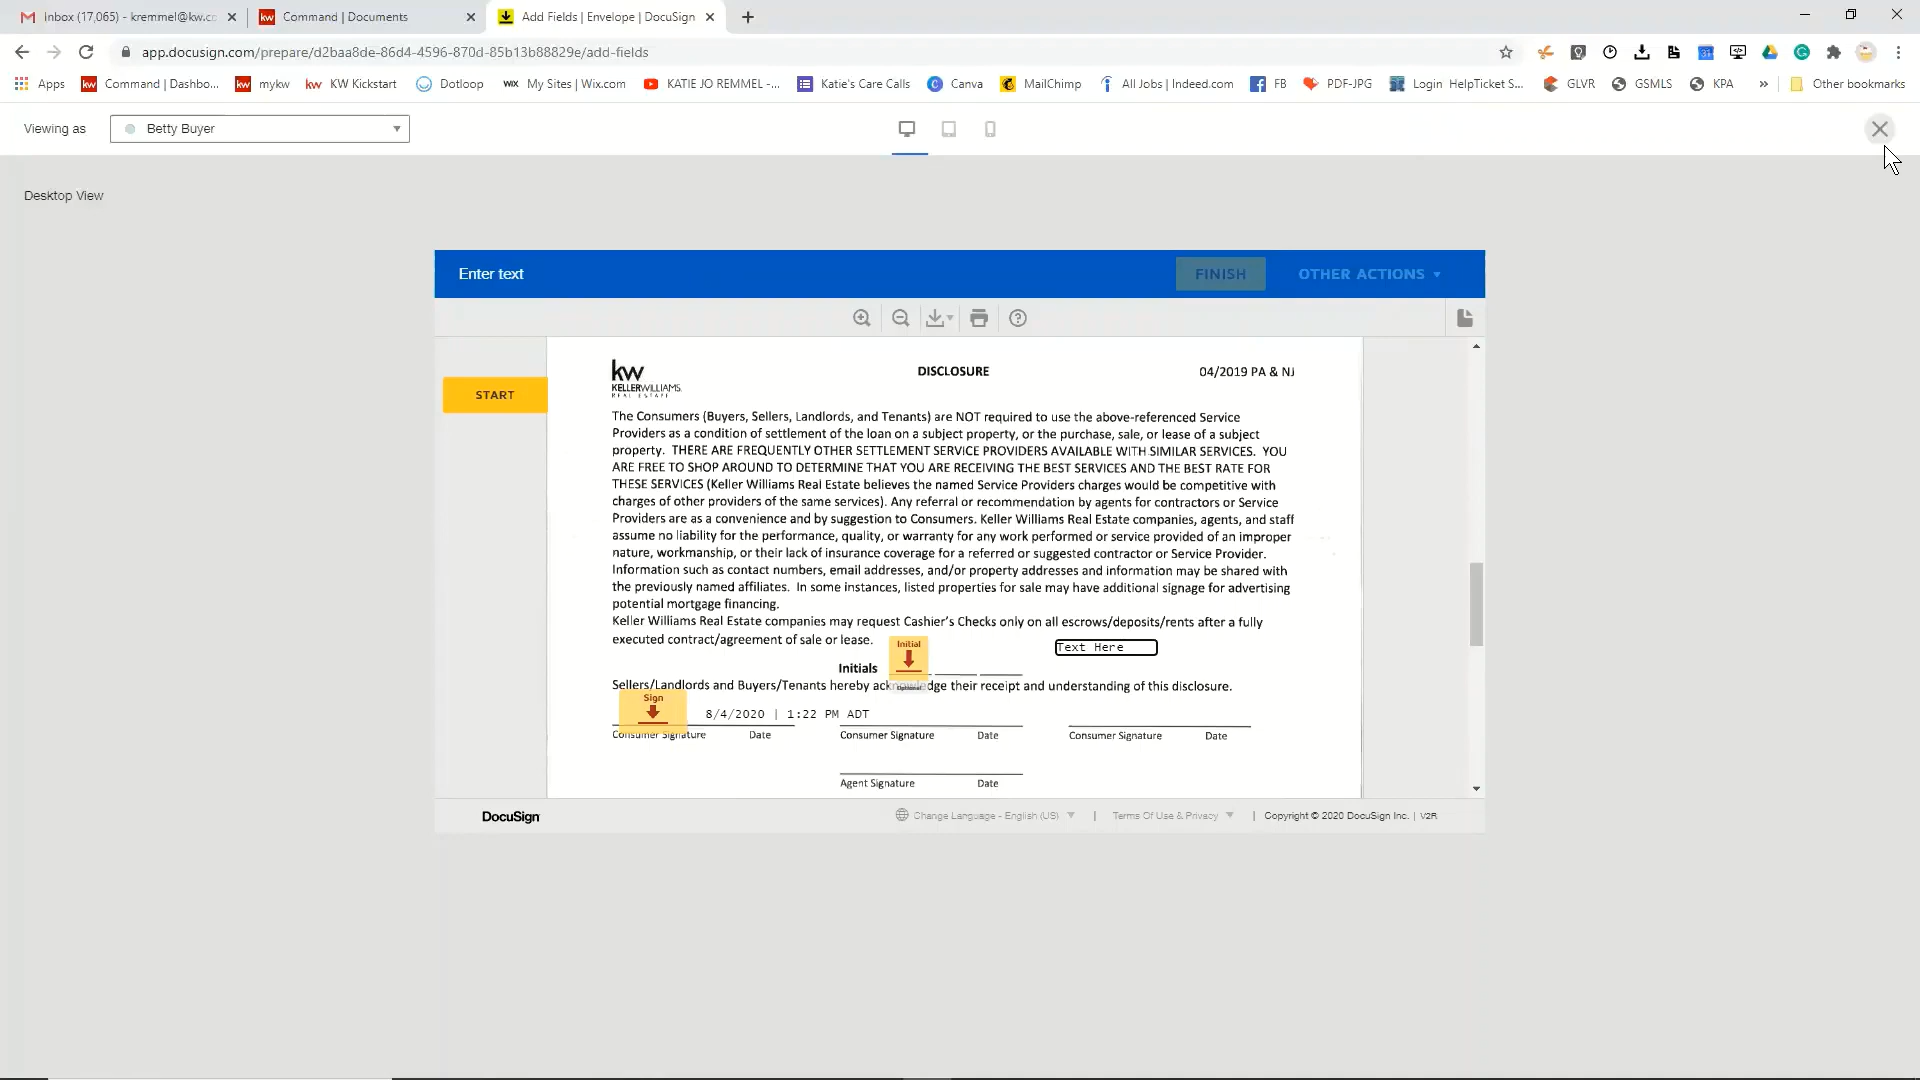 Inbox (17,065) - kremmel@kw.c
Command | Documents
Add Fields | Envelope | DocuSign
app.docusign.com/prepare/d2baa8de-86d4-4596-870d-85b13b88829e/add-fields
Apps
Command | Dashbo...
mykw
KW Kickstart
Dotloop
My Sites | Wix.com
KATIE JO REMMEL -...
Katie's Care Calls
Canva
MailChimp
All Jobs | Indeed.com
FB
PDF-JPG
Login HelpTicket S...
GLVR
GSMLS
KPA
Other bookmarks
Viewing as
Betty Buyer
Desktop View
Enter text
FINISH
OTHER ACTIONS
START
kw
KELLERWILLIAMS.
REAL ESTATE
DISCLOSURE
04/2019 PA & NJ
The Consumers (Buyers, Sellers, Landlords, and Tenants) are NOT required to use the above-referenced Service
Providers as a condition of settlement of the loan on a subject property, or the purchase, sale, or lease of a subject
property. THERE ARE FREQUENTLY OTHER SETTLEMENT SERVICE PROVIDERS AVAILABLE WITH SIMILAR SERVICES. YOU
ARE FREE TO SHOP AROUND TO DETERMINE THAT YOU ARE RECEIVING THE BEST SERVICES AND THE BEST RATE FOR
THESE SERVICES (Keller Williams Real Estate believes the named Service Providers charges would be competitive with
charges of other providers of the same services). Any referral or recommendation by agents for contractors or Service
Providers are as a convenience and by suggestion to Consumers. Keller Williams Real Estate companies, agents, and staff
assume no liability for the performance, quality, or warranty for any work performed or service provided of an improper
nature, workmanship, or their lack of insurance coverage for a referred or suggested contractor or Service Provider.
Information such as contact numbers, email addresses, and/or property addresses and information may be shared with
the previously named affiliates. In some instances, listed properties for sale may have additional signage for advertising
potential mortgage financing.
Keller Williams Real Estate companies may request Cashier's Checks only on all escrows/deposits/rents after a fully
executed contract/agreement of sale or lease.
Initial
Text Here
Initials
Optional
Sellers/Landlords and Buyers/Tenants hereby acknowledge their receipt and understanding of this disclosure.
Sign
8/4/2020 | 1:22 PM ADT
Consumer Signature Date
Consumer Signature Date
Consumer Signature Date
Agent Signature Date
DocuSign
Change Language - English (US)
Terms Of Use & Privacy
Copyright © 2020 DocuSign Inc. | V2R